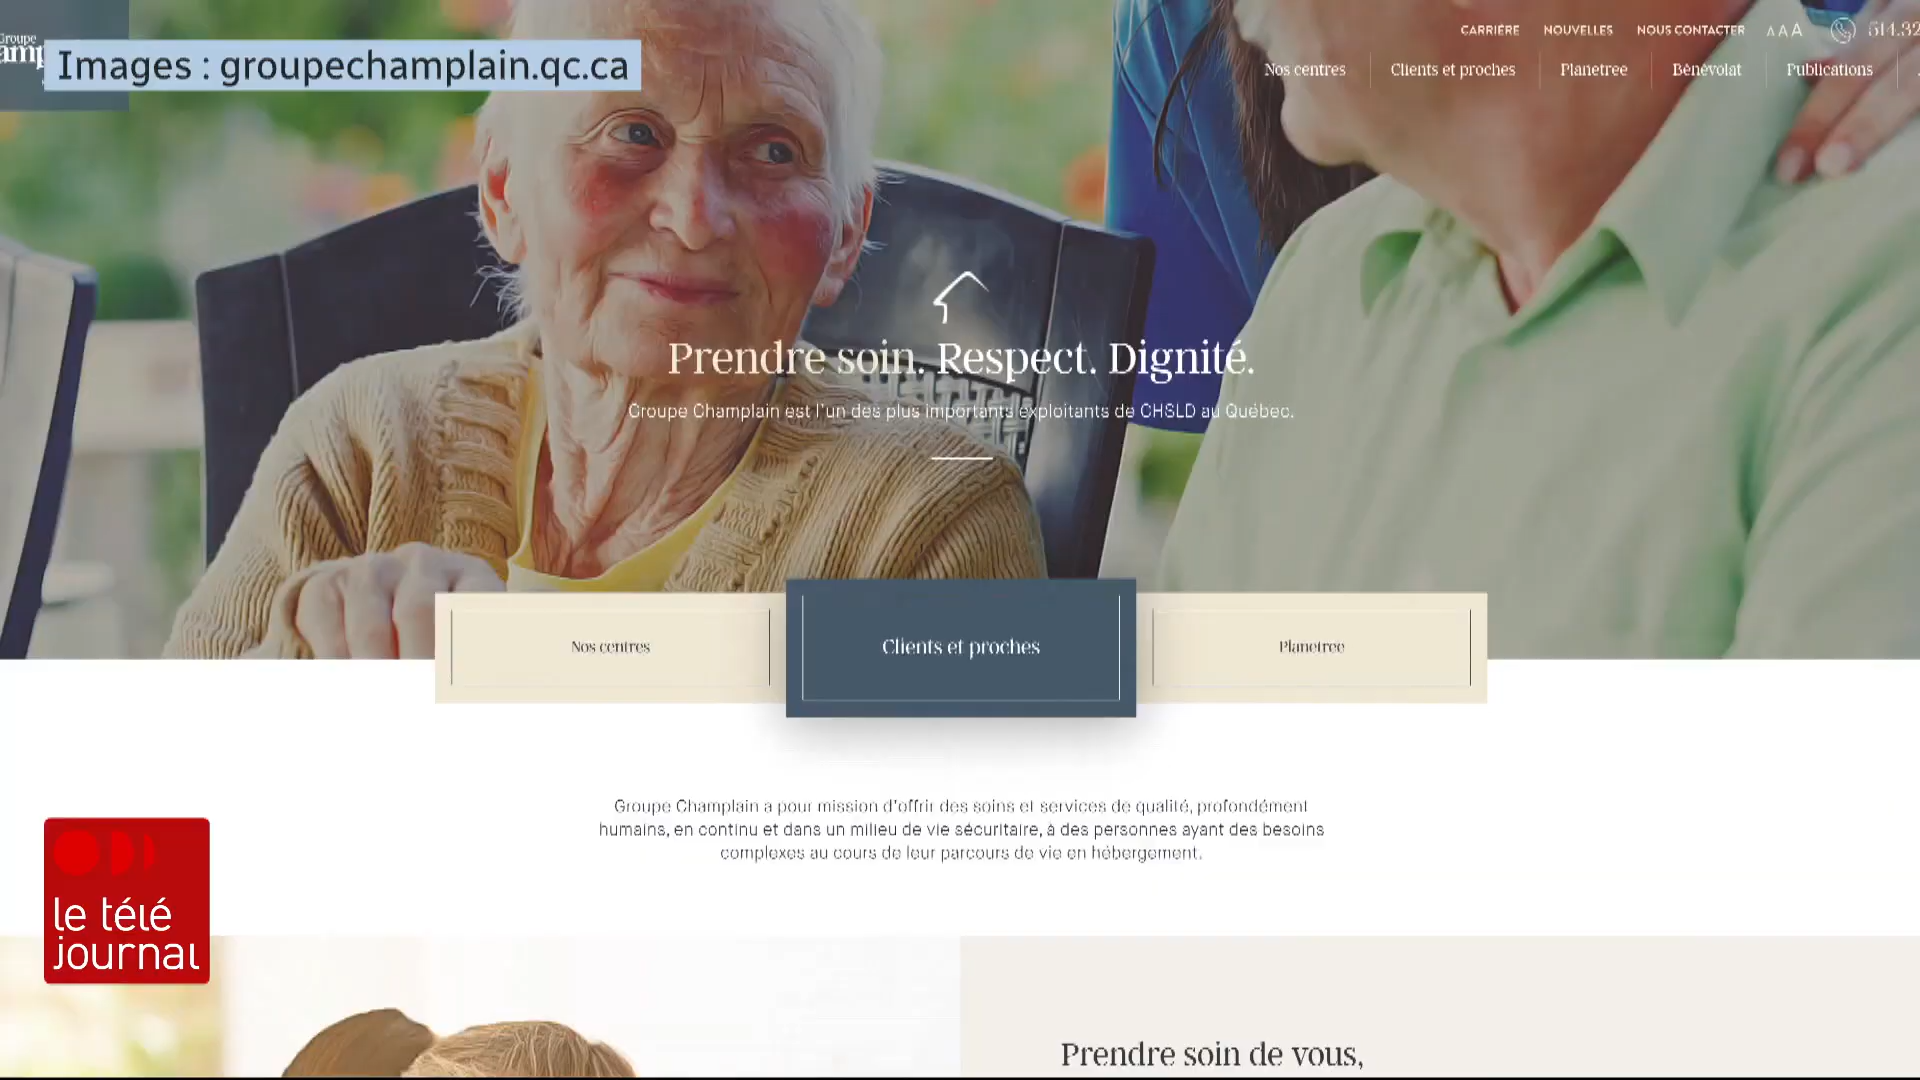 Groupe
Images : groupechamplain.qc.ca
CARRIÈRE
NOUVELLES
NOUS CONTACTER
A A A
514.32
Nos centres
Clients et proches
Planetree
Bénévolat
Publications
Prendre soin. Respect. Dignité.
Groupe Champlain est l'un des plus importants exploitants de CHSLD au Québec.
Nos centres
Clients et proches
Planetree
Groupe Champlain a pour mission d'offrir des soins et services de qualité, profondément
humains, en continu et dans un milieu de vie sécuritaire, à des personnes ayant des besoins
complexes au cours de leur parcours de vie en hébergement.
le télé
journal
Prendre soin de vous,